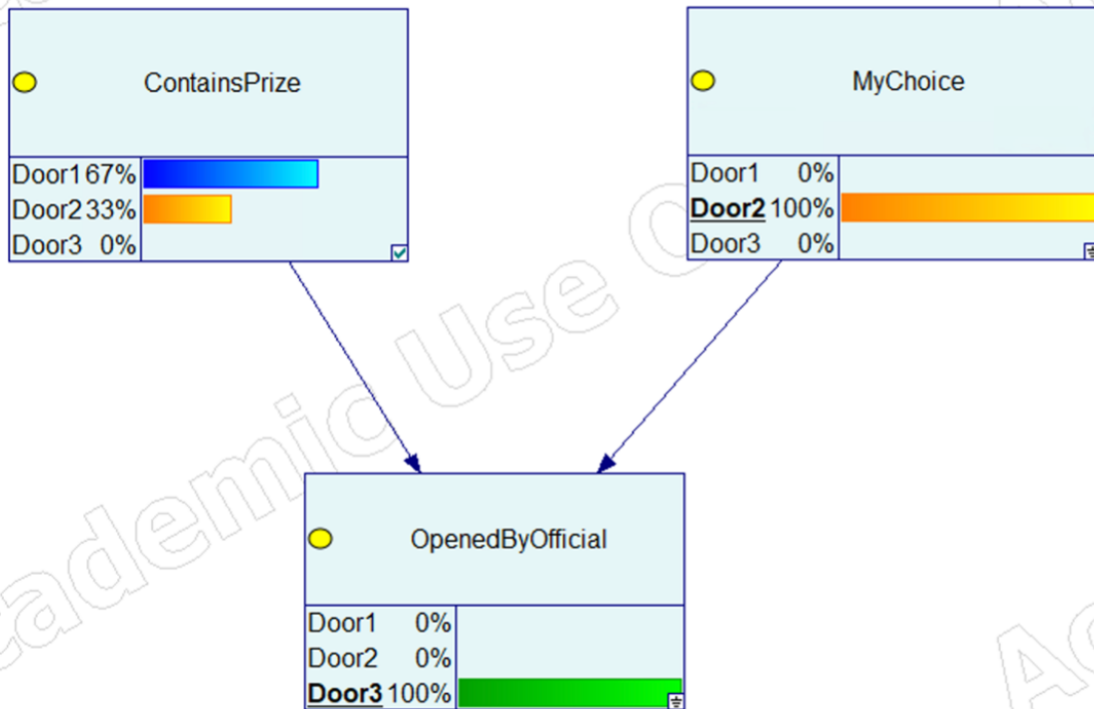 ContainsPrize
Door1 67%
Door2 33%
Door3 0%
MyChoice
Door1 0%
Door2 100%
Door3 0%
Academic Use O
OpenedByOfficial
Door1 0%
Door2 0%
Door3 100%